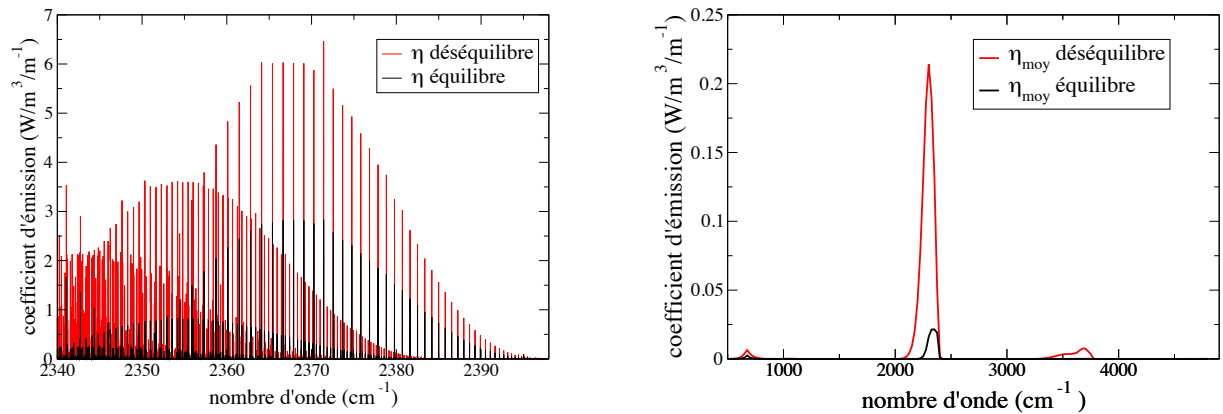 7
6
5
4
3
2
1
0
coefficient d'émission (W/m³/m⁻¹)
η déséquilibre
η équilibre
2340 2350 2360 2370 2380 2390
nombre d'onde (cm⁻¹)
0.25
0.2
0.15
0.1
0.05
0
coefficient d'émission (W/m³/m⁻¹)
ηmoy déséquilibre
ηmoy équilibre
1000 2000 3000 4000
nombre d'onde (cm⁻¹)